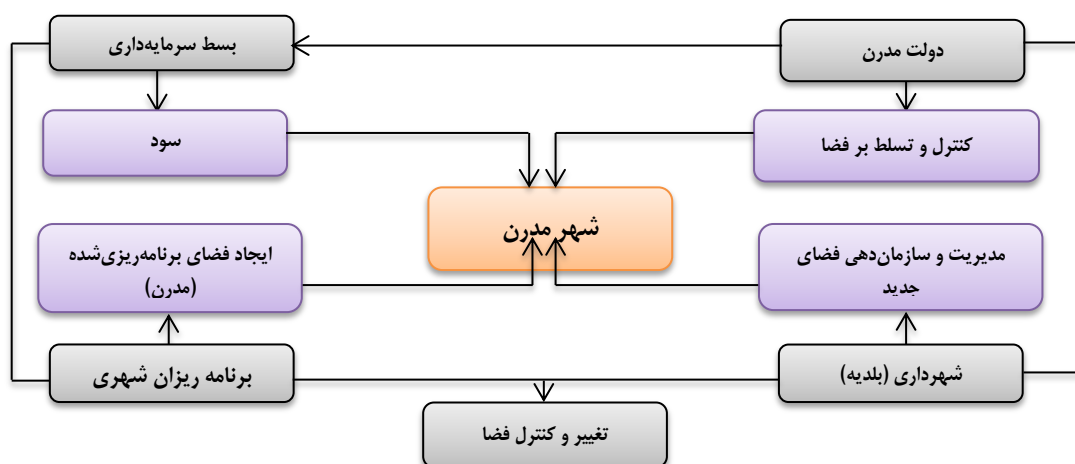 دولت مدرن
بسط سرمایه‌داری
کنترل و تسلط بر فضا
سود
شهر مدرن
مدیریت و سازمان‌دهی فضای
جدید
ایجاد فضای برنامه‌ریزی‌شده
(مدرن)
شهرداری (بلدیه)
برنامه ریزان شهری
تغییر و کنترل فضا